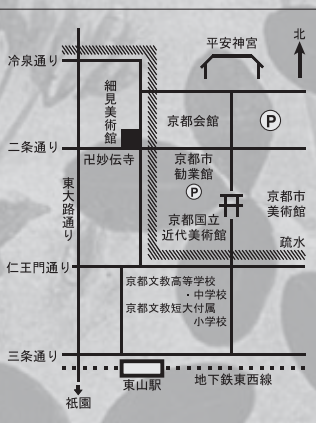 北
平安神宮
冷泉通り
細見美術館
京都会館
P
二条通り
卍妙伝寺
京都市
勧業館
P
東大路通り
京都市
美術館
京都国立
近代美術館
疏水
仁王門通り
京都文教高等学校
・中学校
京都文教短大付属
小学校
三条通り
東山駅
地下鉄東西線
祇園